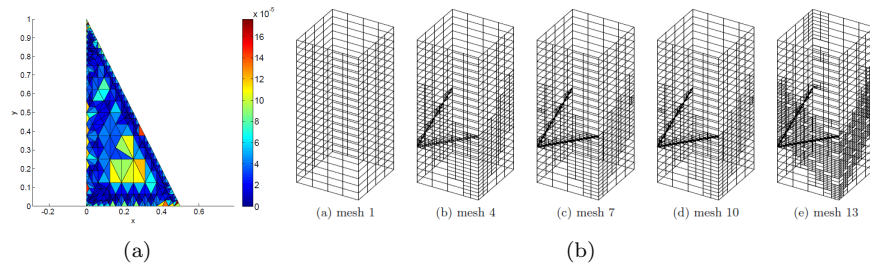 x 10⁻⁵
1
0.9
0.8
0.7
0.6
0.5
0.4
0.3
0.2
0.1
0
y
-0.2
0
0.2
0.4
0.6
x
16
14
12
10
8
6
4
2
0
(a) mesh 1
(b) mesh 4
(c) mesh 7
(d) mesh 10
(e) mesh 13
(a)
(b)